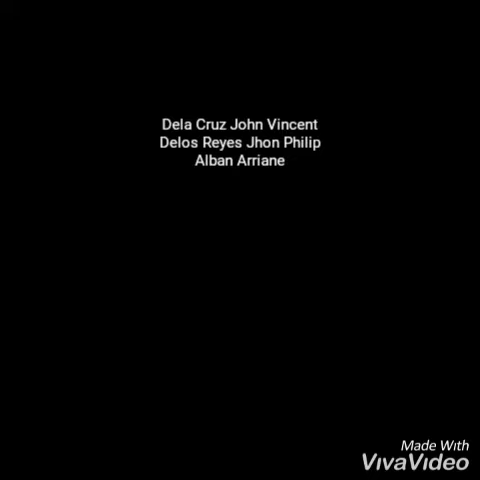 Dela Cruz John Vincent
Delos Reyes Jhon Philip
Alban Arriane
Made With
VivaVideo